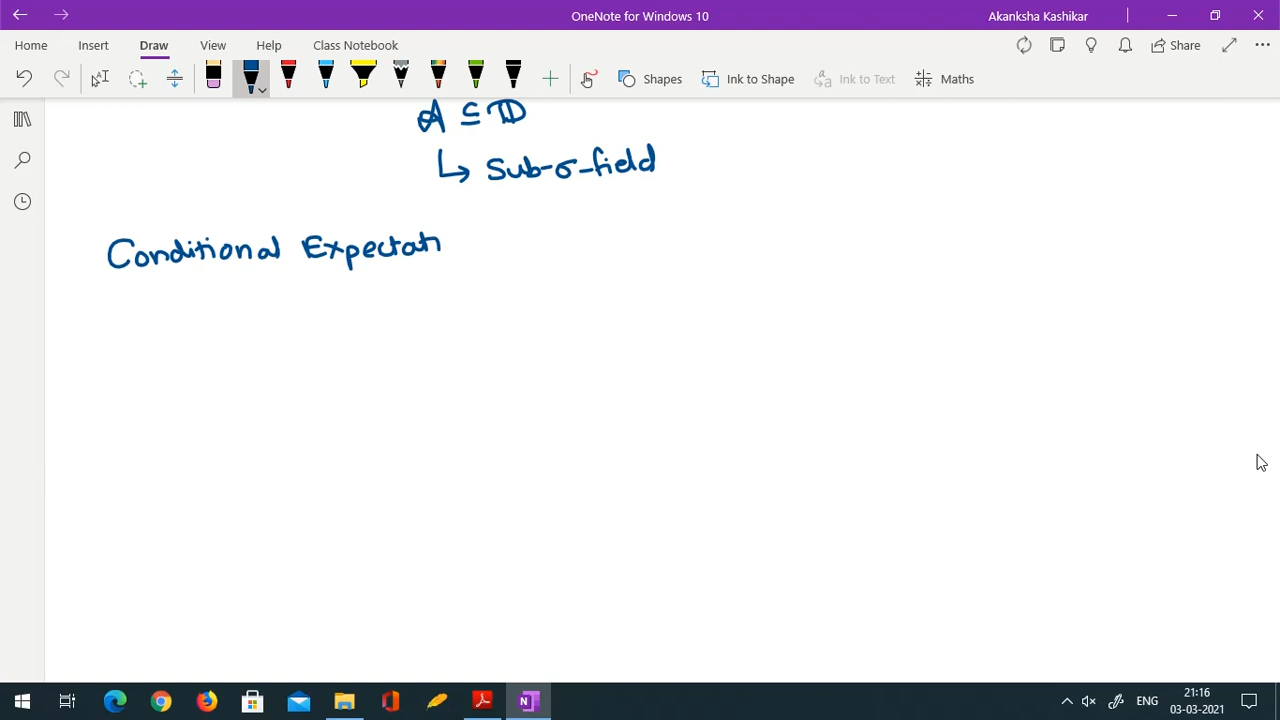 OneNote for Windows 10
Akanksha Kashikar
Home Insert Draw View Help Class Notebook
Share
Shapes
Ink to Shape
Ink to Text
Maths
𝔸 ⊆ 𝔻
↳ Sub-σ-field
Conditional Expectati
ENG
21:16
03-03-2021